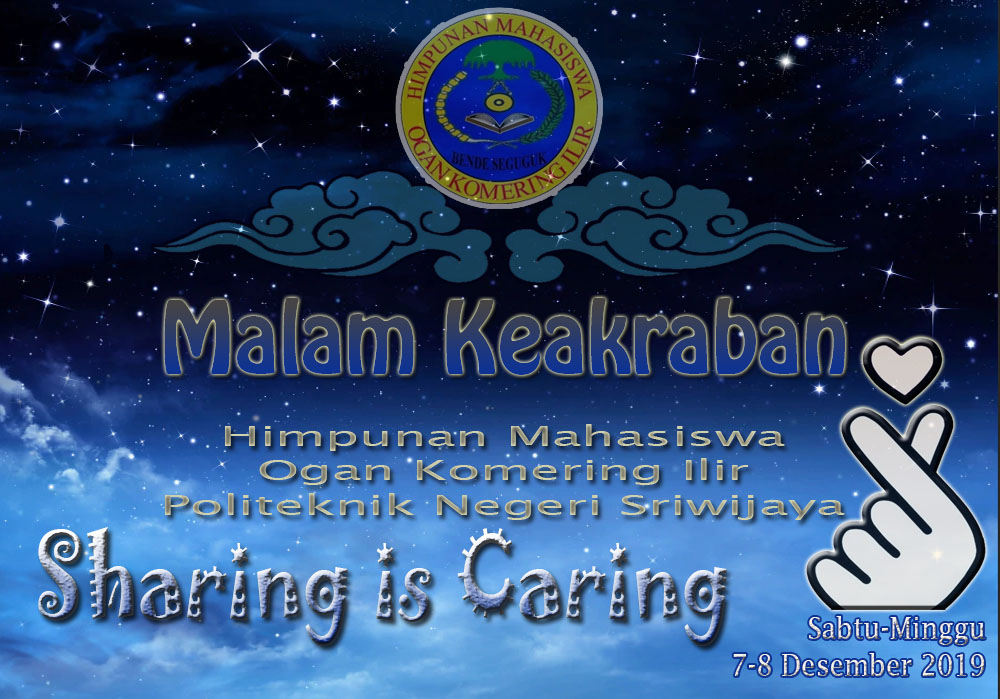 HIMPUNAN MAHASISWA
BENDE SEGUGUK
OGAN KOMERING ILIR
Malam Keakraban
Himpunan Mahasiswa
Ogan Komering Ilir
Politeknik Negeri Sriwijaya
Sharing is Caring
Sabtu-Minggu
7-8 Desember 2019